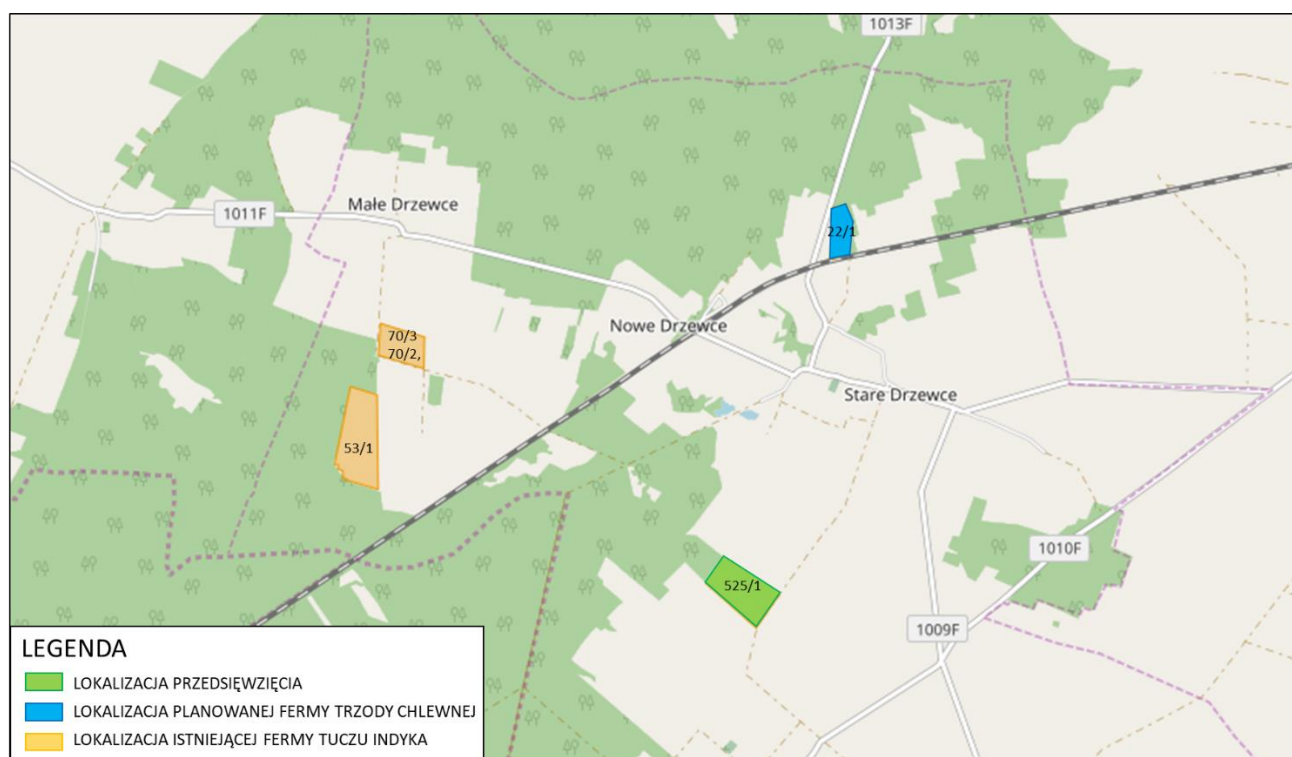 1013F
Małe Drzewce
1011F
22/1
Nowe Drzewce
70/3
70/2,
Stare Drzewce
53/1
1010F
525/1
1009F
LEGENDA
LOKALIZACJA PRZEDSIĘWZIĘCIA
LOKALIZACJA PLANOWANEJ FERMY TRZODY CHLEWNEJ
LOKALIZACJA ISTNIEJĄCEJ FERMY TUCZU INDYKA